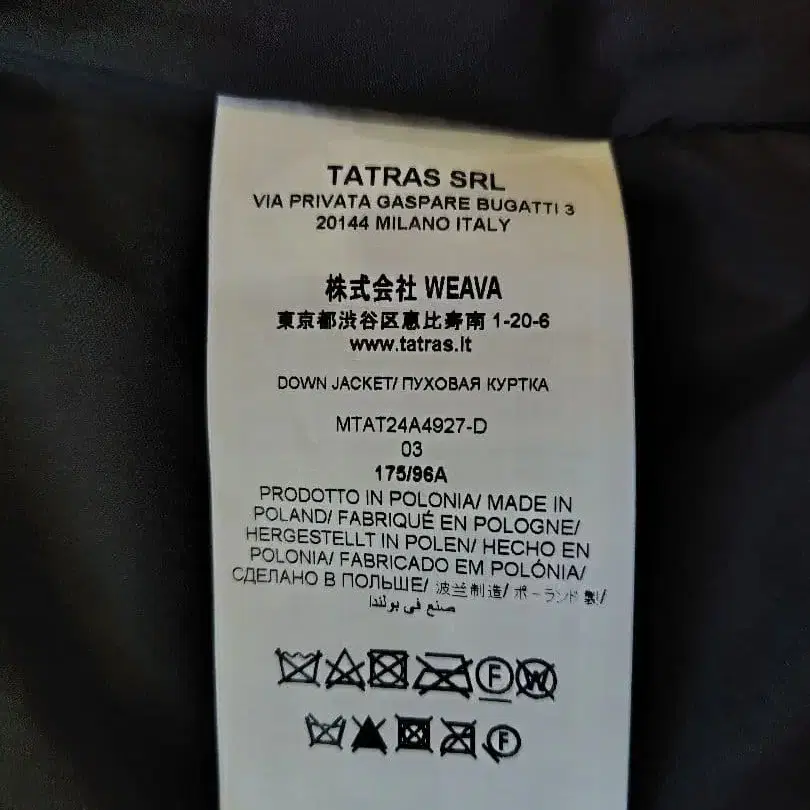 TATRAS SRL
VIA PRIVATA GASPARE BUGATTI 3
20144 MILANO ITALY
株式会社 WEAVA
東京都渋谷区恵比寿南 1-20-6
www.tatras.it
DOWN JACKET/ ПУХОВАЯ КУРТКА
MTAT24A4927-D
03
175/96A
PRODOTTO IN POLONIA/ MADE IN
POLAND/ FABRIQUÉ EN POLOGNE/
HERGESTELLT IN POLEN/ HECHO EN
POLONIA/ FABRICADO EM POLÓNIA/
СДЕЛАНО В ПОЛЬШЕ/ 波兰制造/ ポーランド製/
صنع في بولندا
F W
F